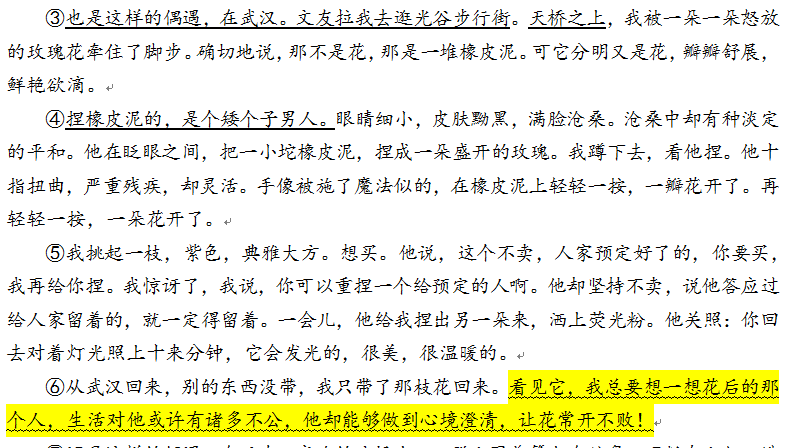 ③也是这样的偶遇，在武汉。文友拉我去逛光谷步行街。天桥之上，我被一朵一朵怒放
的玫瑰花牵住了脚步。确切地说，那不是花，那是一堆橡皮泥。可它分明又是花，瓣瓣舒展，
鲜艳欲滴。
④捏橡皮泥的，是个矮个子男人。眼睛细小，皮肤黝黑，满脸沧桑。沧桑中却有种淡定
的平和。他在眨眼之间，把一小坨橡皮泥，捏成一朵盛开的玫瑰。我蹲下去，看他捏。他十
指扭曲，严重残疾，却灵活。手像被施了魔法似的，在橡皮泥上轻轻一按，一瓣花开了。再
轻轻一按，一朵花开了。
⑤我挑起一枝，紫色，典雅大方。想买。他说，这个不卖，人家预定好了的，你要买，
我再给你捏。我惊讶了，我说，你可以重捏一个给预定的人啊。他却坚持不卖，说他答应过
给人家留着的，就一定得留着。一会儿，他给我捏出另一朵来，洒上荧光粉。他关照：你回
去对着灯光照上十来分钟，它会发光的，很美，很温暖的。
⑥从武汉回来，别的东西没带，我只带了那枝花回来。看见它，我总要想一想花后的那
个人，生活对他或许有诸多不公，他却能够做到心境澄清，让花常开不败！